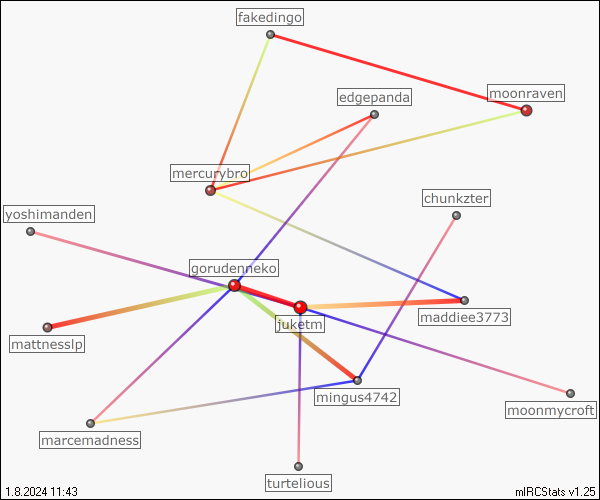 fakedingo
moonraven
edgepanda
mercurybro
chunkzter
yoshimanden
gorudenneko
maddiee3773
juketm
mattnesslp
mingus4742
moonmycroft
marcemadness
turtelious
1.8.2024 11:43
mIRCStats v1.25